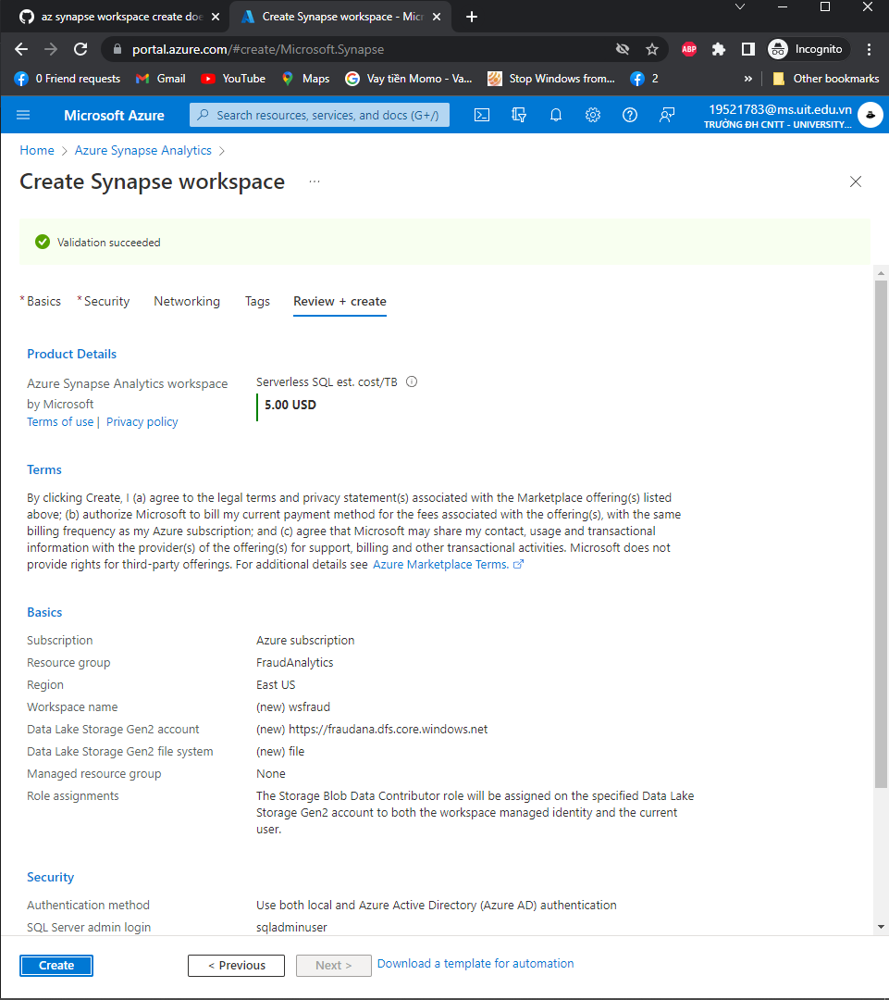 az synapse workspace create doe
Create Synapse workspace - Micr
portal.azure.com/#create/Microsoft.Synapse
ABP
Incognito
0 Friend requests
Gmail
YouTube
Maps
Vay tiền Momo - Va...
Stop Windows from...
2
»
Other bookmarks
Microsoft Azure
Search resources, services, and docs (G+/)
19521783@ms.uit.edu.vn
TRƯỜNG ĐH CNTT - UNIVERSITY...
Home > Azure Synapse Analytics >
Create Synapse workspace ...
Validation succeeded
* Basics * Security Networking Tags Review + create
Product Details
Azure Synapse Analytics workspace
by Microsoft
Terms of use | Privacy policy
Serverless SQL est. cost/TB
5.00 USD
Terms
By clicking Create, I (a) agree to the legal terms and privacy statement(s) associated with the Marketplace offering(s) listed
above; (b) authorize Microsoft to bill my current payment method for the fees associated with the offering(s), with the same
billing frequency as my Azure subscription; and (c) agree that Microsoft may share my contact, usage and transactional
information with the provider(s) of the offering(s) for support, billing and other transactional activities. Microsoft does not
provide rights for third-party offerings. For additional details see Azure Marketplace Terms.
Basics
Subscription Azure subscription
Resource group FraudAnalytics
Region East US
Workspace name (new) wsfraud
Data Lake Storage Gen2 account (new) https://fraudana.dfs.core.windows.net
Data Lake Storage Gen2 file system (new) file
Managed resource group None
Role assignments The Storage Blob Data Contributor role will be assigned on the specified Data Lake
Storage Gen2 account to both the workspace managed identity and the current
user.
Security
Authentication method Use both local and Azure Active Directory (Azure AD) authentication
SQL Server admin login sqladminuser
Create
< Previous
Next >
Download a template for automation